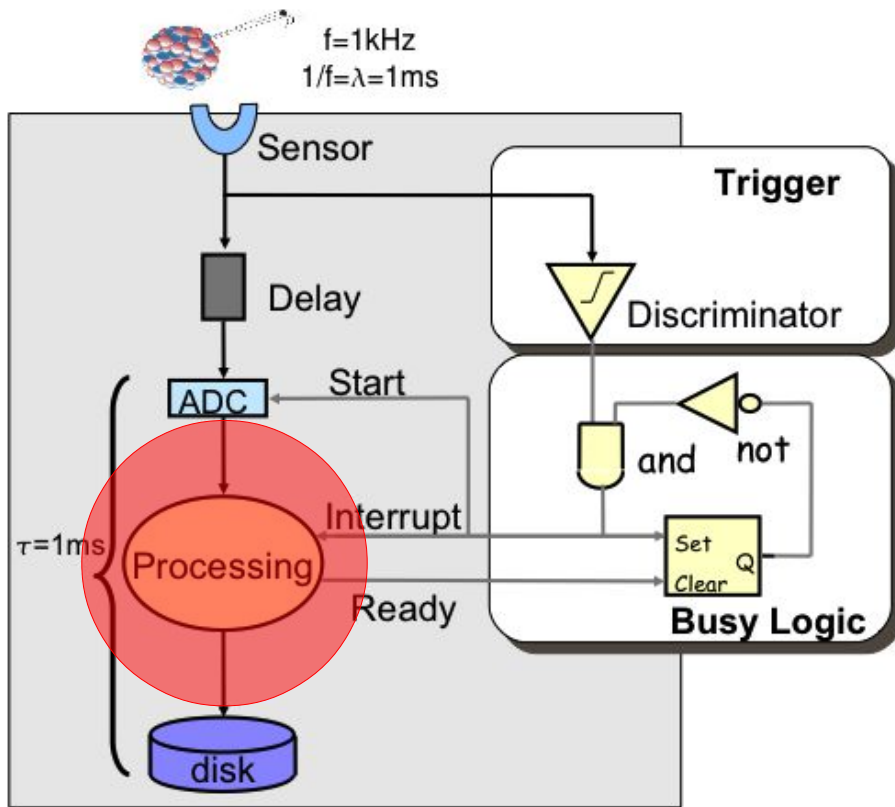 f=1kHz
1/f=λ=1ms
Sensor
Trigger
Delay
Discriminator
ADC
Start
and
not
Interrupt
τ=1ms
Processing
Set
Q
Clear
Ready
Busy Logic
disk